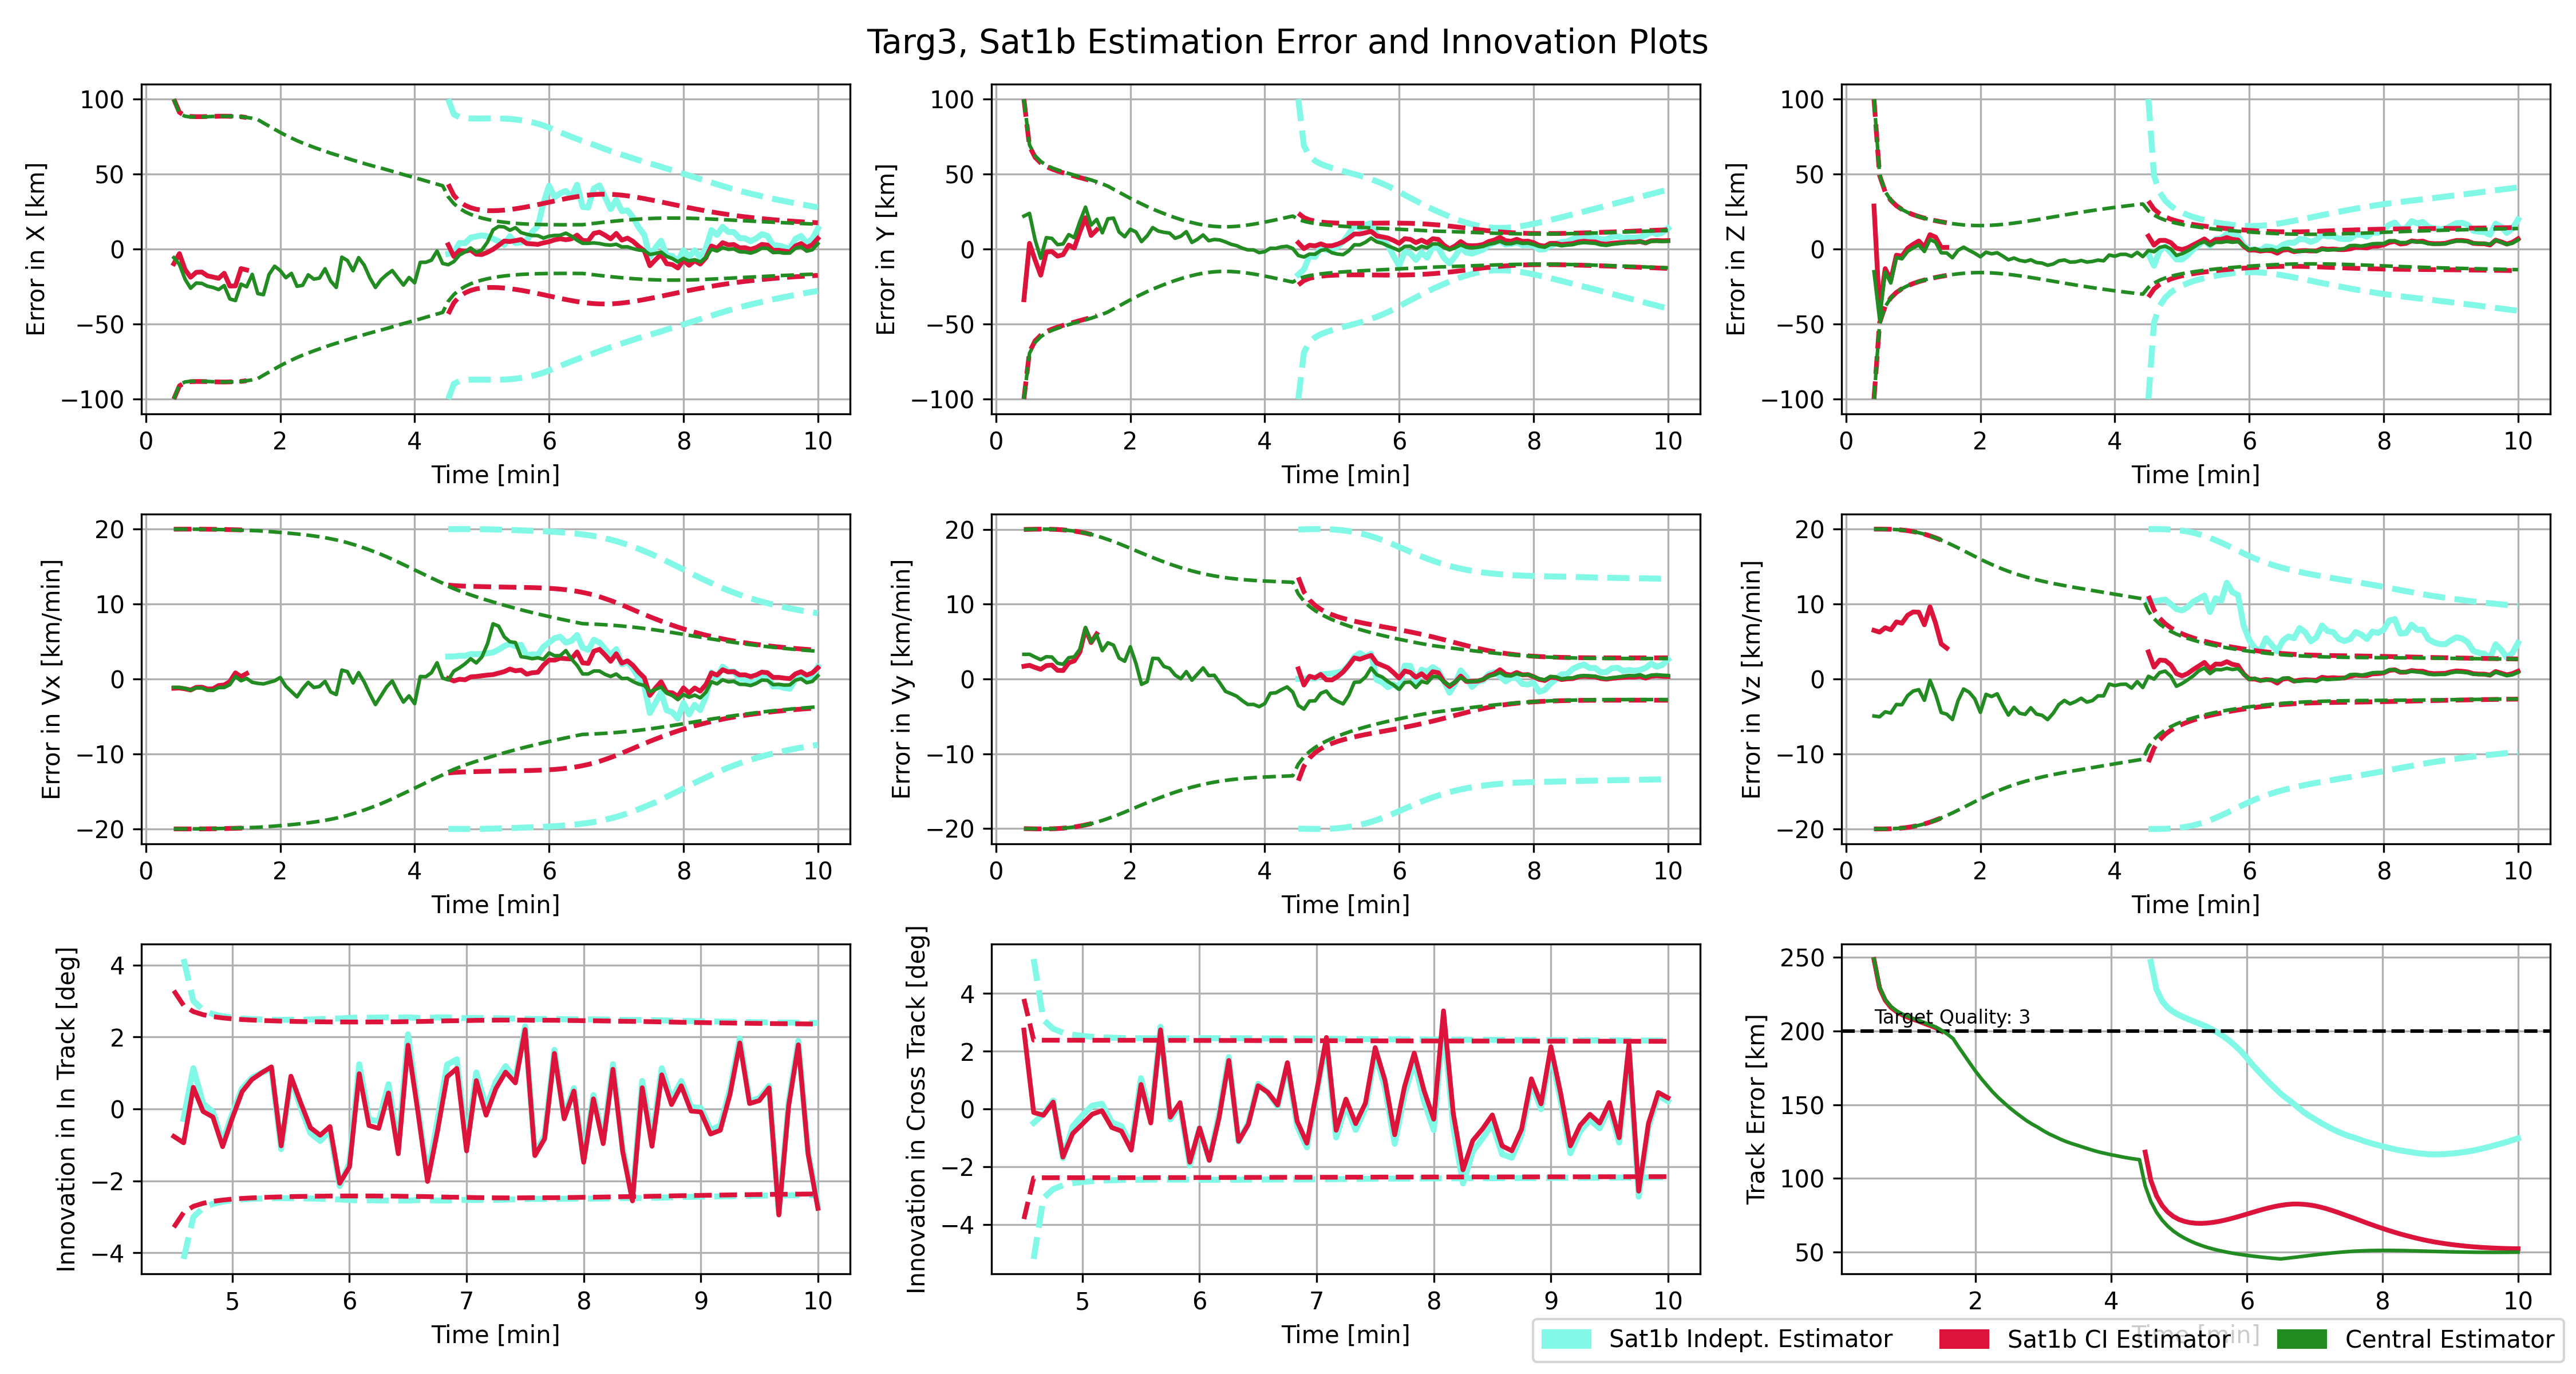 Targ3, Sat1b Estimation Error and Innovation Plots
Error in X [km]
100
50
0
−50
−100
0 2 4 6 8 10
Time [min]
Error in Y [km]
100
50
0
−50
−100
0 2 4 6 8 10
Time [min]
Error in Z [km]
100
50
0
−50
−100
0 2 4 6 8 10
Time [min]
Error in Vx [km/min]
20
10
0
−10
−20
0 2 4 6 8 10
Time [min]
Error in Vy [km/min]
20
10
0
−10
−20
0 2 4 6 8 10
Time [min]
Error in Vz [km/min]
20
10
0
−10
−20
0 2 4 6 8 10
Time [min]
Innovation in In Track [deg]
4
2
0
−2
−4
5 6 7 8 9 10
Time [min]
Innovation in Cross Track [deg]
4
2
0
−2
−4
5 6 7 8 9 10
Time [min]
Track Error [km]
250
200
150
100
50
Target Quality: 3
2 4 6 8 10
Time [min]
Sat1b Indept. Estimator Sat1b CI Estimator Central Estimator